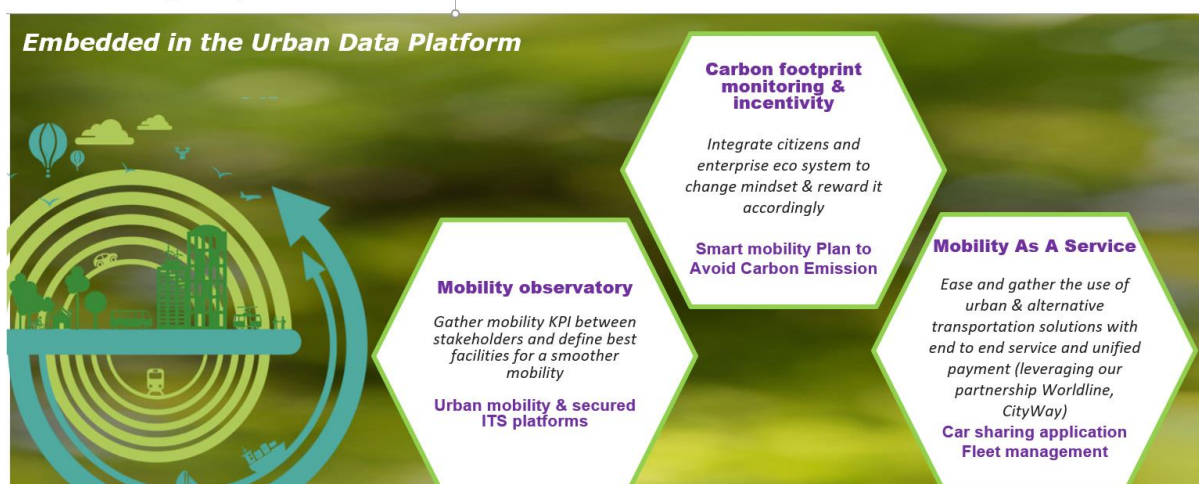 Embedded in the Urban Data Platform
Carbon footprint
monitoring &
incentivity
Integrate citizens and
enterprise eco system to
change mindset & reward it
accordingly
Smart mobility Plan to
Avoid Carbon Emission
Mobility observatory
Gather mobility KPI between
stakeholders and define best
facilities for a smoother
mobility
Urban mobility & secured
ITS platforms
Mobility As A Service
Ease and gather the use of
urban & alternative
transportation solutions with
end to end service and unified
payment (leveraging our
partnership Worldline,
CityWay)
Car sharing application
Fleet management